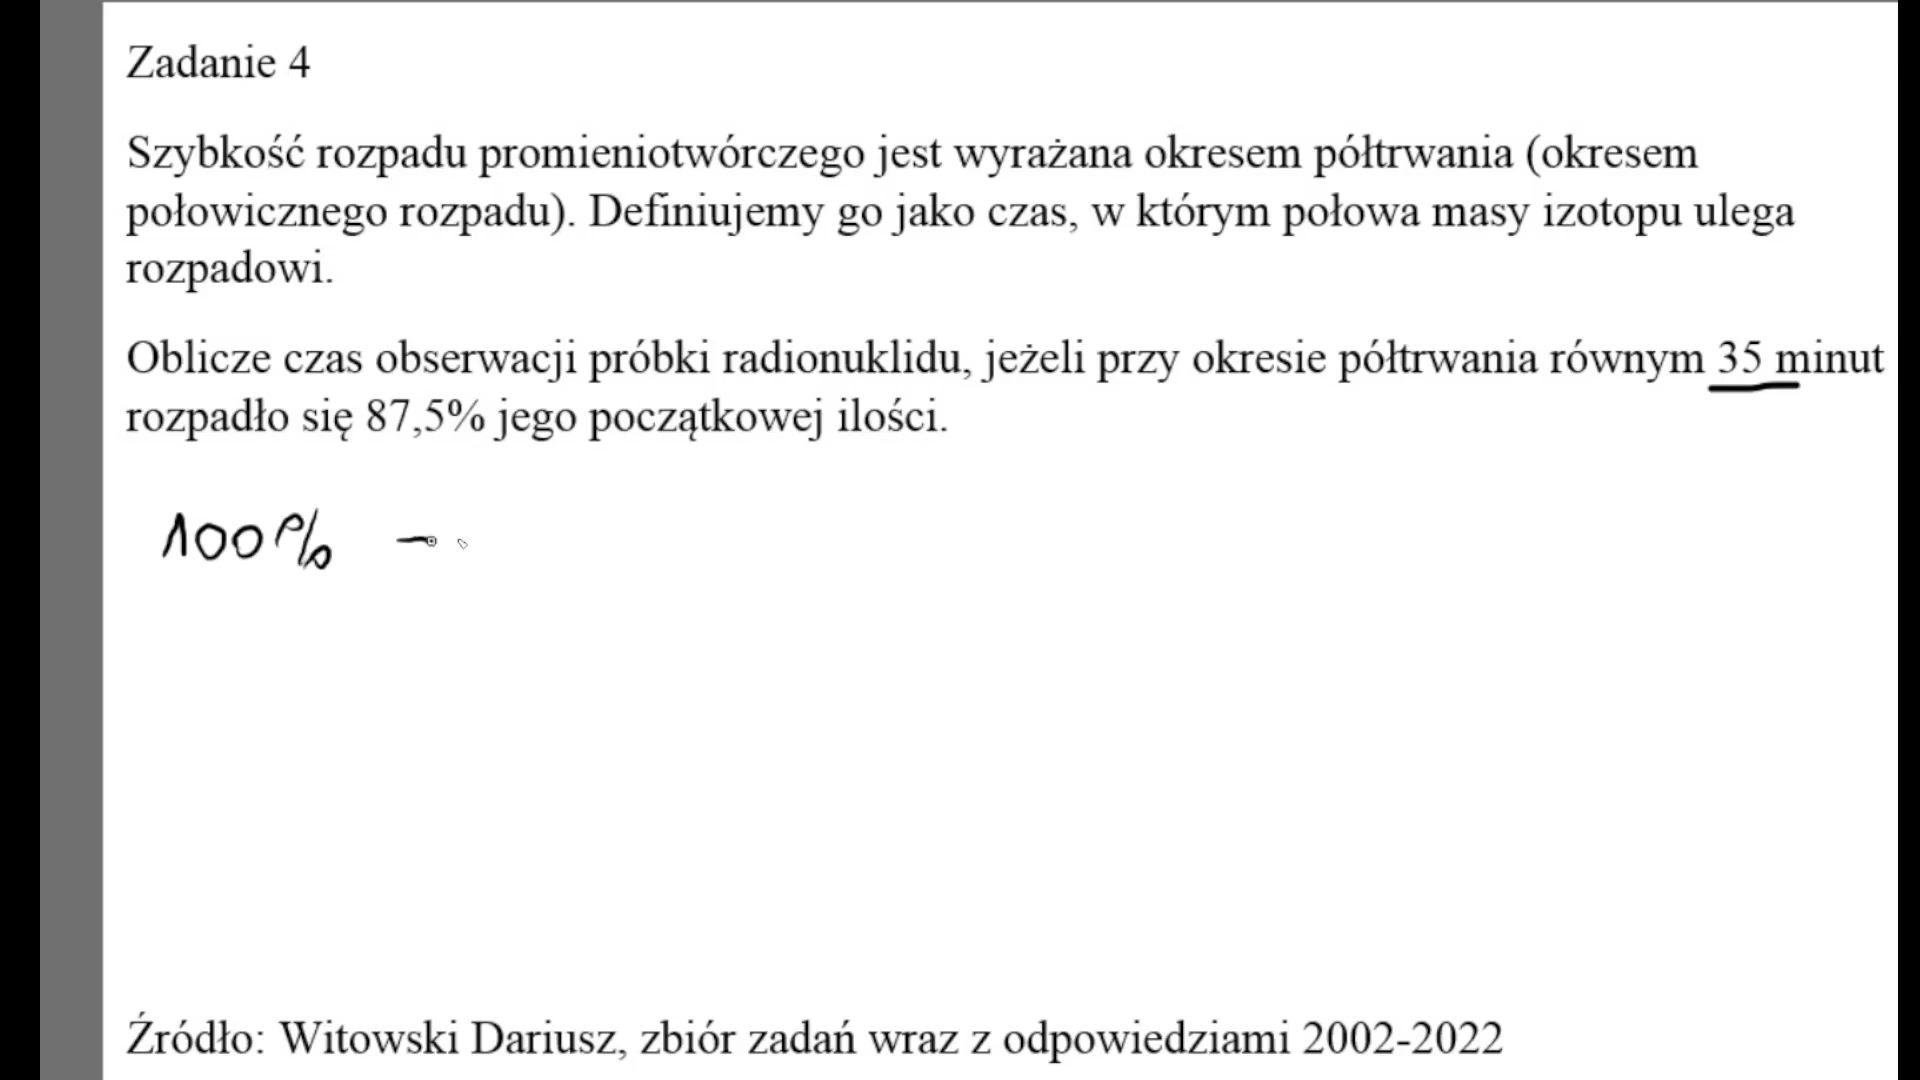 Zadanie 4
Szybkość rozpadu promieniotwórczego jest wyrażana okresem półtrwania (okresem
połowicznego rozpadu). Definiujemy go jako czas, w którym połowa masy izotopu ulega
rozpadowi.
Oblicze czas obserwacji próbki radionuklidu, jeżeli przy okresie półtrwania równym 35 minut
rozpadło się 87,5% jego początkowej ilości.
100% -
Źródło: Witowski Dariusz, zbiór zadań wraz z odpowiedziami 2002-2022